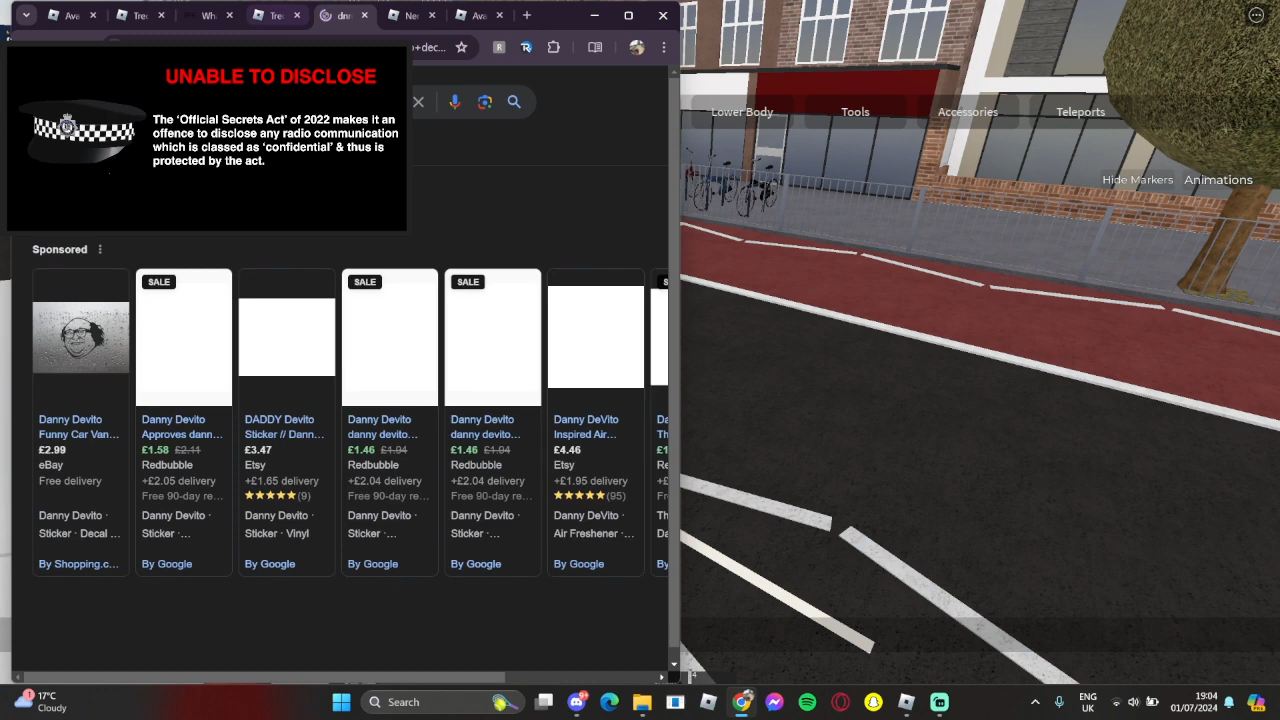 Ava
Tree
Wh
Tree
dnr
Ner
Ava
+dec...
UNABLE TO DISCLOSE
The ‘Official Secrets Act’ of 2022 makes it an
offence to disclose any radio communication
which is classed as ‘confidential’ & thus is
protected by the act.
Sponsored
SALE
SALE
SALE
Danny Devito
Funny Car Van...
£2.99
eBay
Free delivery
Danny Devito ·
Sticker · Decal ...
By Shopping.c...
Danny Devito
Approves dann...
£1.58 £2.11
Redbubble
+£2.05 delivery
Free 90-day re...
Danny Devito ·
Sticker ·...
By Google
DADDY Devito
Sticker // Dann...
£3.47
Etsy
+£1.65 delivery
(9)
Danny Devito ·
Sticker · Vinyl
By Google
Danny Devito
danny devito...
£1.46 £1.94
Redbubble
+£2.04 delivery
Free 90-day re...
Danny Devito ·
Sticker ·...
By Google
Danny Devito
danny devito...
£1.46 £1.94
Redbubble
+£2.04 delivery
Free 90-day re...
Danny Devito ·
Sticker ·...
By Google
Danny DeVito
Inspired Air...
£4.46
Etsy
+£1.95 delivery
(95)
Danny DeVito ·
Air Freshener ·...
By Google
Lower Body
Tools
Accessories
Teleports
Hide Markers
Animations
17°C
Cloudy
Search
ENG
UK
19:04
01/07/2024